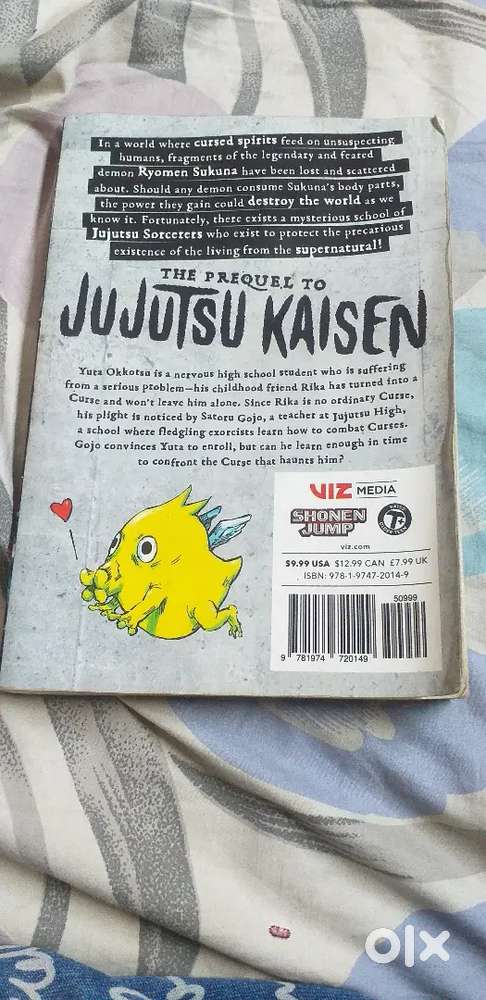 In a world where cursed spirits feed on unsuspecting
humans, fragments of the legendary and feared
demon Ryomen Sukuna have been lost and scattered
about. Should any demon consume Sukuna's body parts,
the power they gain could destroy the world as we
know it. Fortunately, there exists a mysterious school of
Jujutsu Sorcerers who exist to protect the precarious
existence of the living from the supernatural!
THE PREQUEL TO
JUJUTSU KAISEN
Yuta Okkotsu is a nervous high school student who is suffering
from a serious problem—his childhood friend Rika has turned into a
Curse and won't leave him alone. Since Rika is no ordinary Curse,
his plight is noticed by Satoru Gojo, a teacher at Jujutsu High,
a school where fledgling exorcists learn how to combat Curses.
Gojo convinces Yuta to enroll, but can he learn enough in time
to confront the Curse that haunts him?
VIZ MEDIA
SHONEN
JUMP
T+
viz.com
$9.99 USA $12.99 CAN £7.99 UK
ISBN: 978-1-9747-2014-9
50999
9 781974 720149
olx